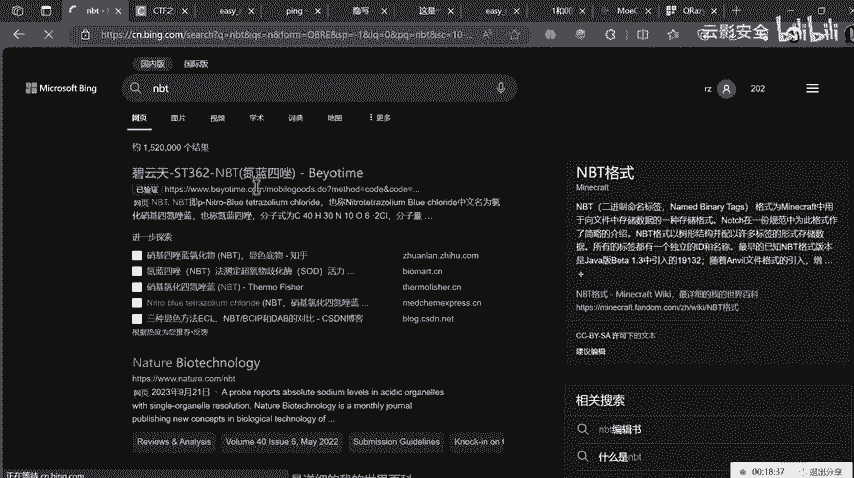 nbt -
CTF2
easy
ping
隐写
这是一
easy
1和00
MoeC
https://cn.bing.com/search?q=nbt&qs=n&form=QBRE&sp=-1&lq=0&pq=nbt&sc=10-...
云影安全
bilibili
国内版 国际版
Microsoft Bing
nbt
rz
202
网页 图片 视频 学术 词典 地图 更多
约 1,520,000 个结果
碧云天-ST362-NBT(氮蓝四唑) - Beyotime
已验证 https://www.beyotime.com/mobilegoods.do?method=code&code=...
网页 NBT. NBT即p-Nitro-Blue tetrazolium chloride，也称Nitrotetrazolium Blue chloride中文名为氯
化硝基四氮唑蓝，也称氮蓝四唑，分子式为C 40 H 30 N 10 O 6 ·2Cl，分子量 ...
进一步探索
硝基四唑蓝氯化物 (NBT)，显色底物 - 知乎
zhuanlan.zhihu.com
氮蓝四唑（NBT）法测定超氧物歧化酶（SOD）活力 ...
biomart.cn
硝基氯化四氮唑蓝 (NBT) - Thermo Fisher
thermofisher.cn
Nitro blue tetrazolium chloride (NBT，硝基氯化四氮唑蓝 ...
medchemexpress.cn
三种显色方法ECL、NBT/BCIP和DAB的对比 - CSDN博客
blog.csdn.net
根据热度为您推荐·反馈
Nature Biotechnology
https://www.nature.com/nbt
网页 2023年9月21日 · A probe reports absolute sodium levels in acidic organelles
with single-organelle resolution. Nature Biotechnology is a monthly journal
publishing new concepts in biological technology of ...
Reviews & Analysis
Volume 40 Issue 5, May 2022
Submission Guidelines
Knock-in on
NBT格式
Minecraft
NBT（二进制命名标签，Named Binary Tags） 格式为Minecraft中用
于向文件中存储数据的一种存储格式。Notch在一份规范中为此格式作
了简略的介绍。NBT格式以树形结构并配以许多标签的形式存储数
据。所有的标签都有一个独立的ID和名称。最早的已知NBT格式版本
是Java版Beta 1.3中引入的19132；随着Anvil文件格式的引入，增 ...
NBT格式 - Minecraft Wiki，最详细的我的世界百科
https://minecraft.fandom.com/zh/wiki/NBT格式
CC-BY-SA 许可下的文本
建议编辑
相关搜索
nbt编辑书
什么是nbt
正在等待 cn.bing.com
最详细的我的世界百科
00:18:37
退出分享